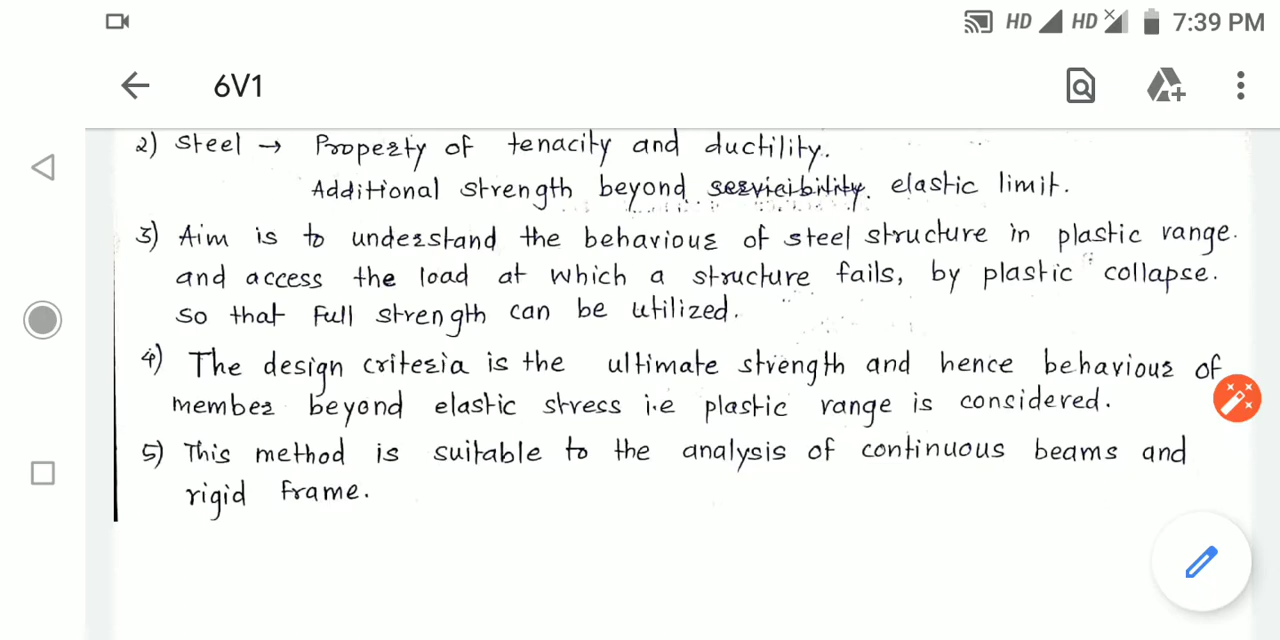 HD HD 7:39 PM
6V1
2) Steel → Property of tenacity and ductility.
Additional strength beyond servicibility. elastic limit.
3) Aim is to understand the behaviour of steel structure in plastic range.
and access the load at which a structure fails, by plastic collapse.
so that full strength can be utilized.
4) The design criteria is the ultimate strength and hence behaviour of
member beyond elastic stress i.e plastic range is considered.
5) This method is suitable to the analysis of continuous beams and
rigid frame.